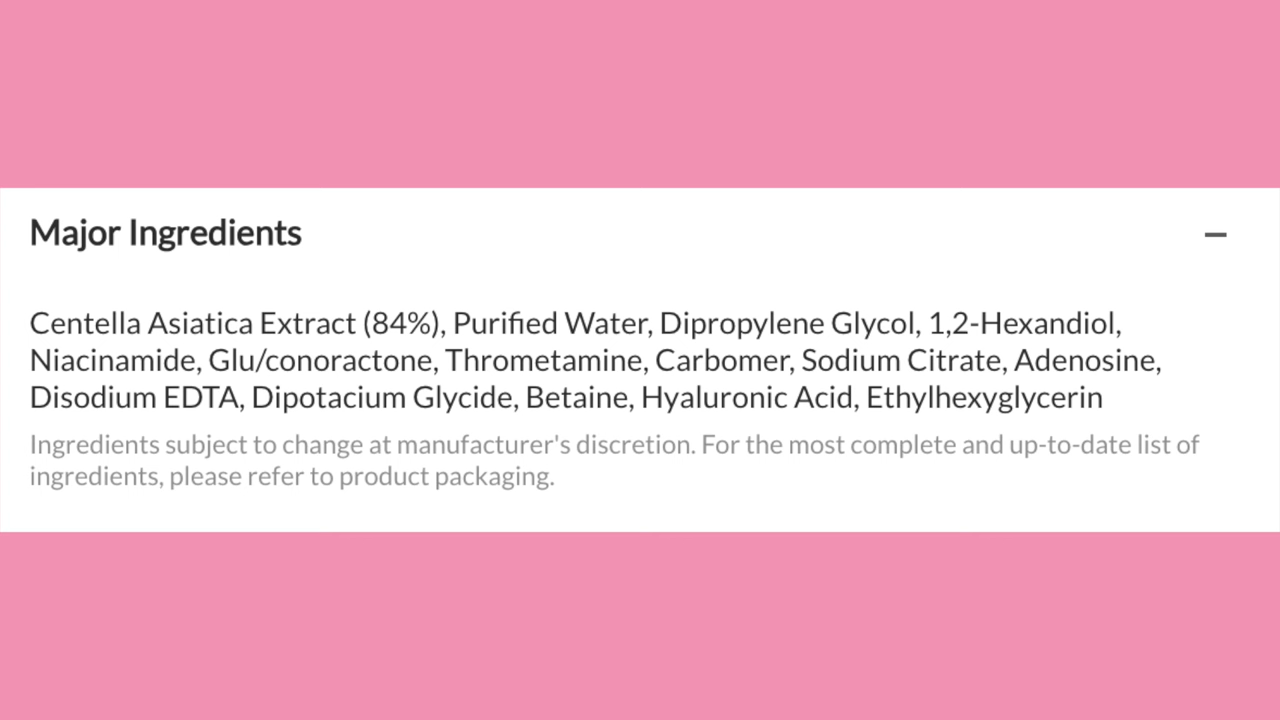 Major Ingredients
Centella Asiatica Extract (84%), Purified Water, Dipropylene Glycol, 1,2-Hexandiol,
Niacinamide, Glu/conoractone, Thrometamine, Carbomer, Sodium Citrate, Adenosine,
Disodium EDTA, Dipotacium Glycide, Betaine, Hyaluronic Acid, Ethylhexyglycerin
Ingredients subject to change at manufacturer's discretion. For the most complete and up-to-date list of
ingredients, please refer to product packaging.